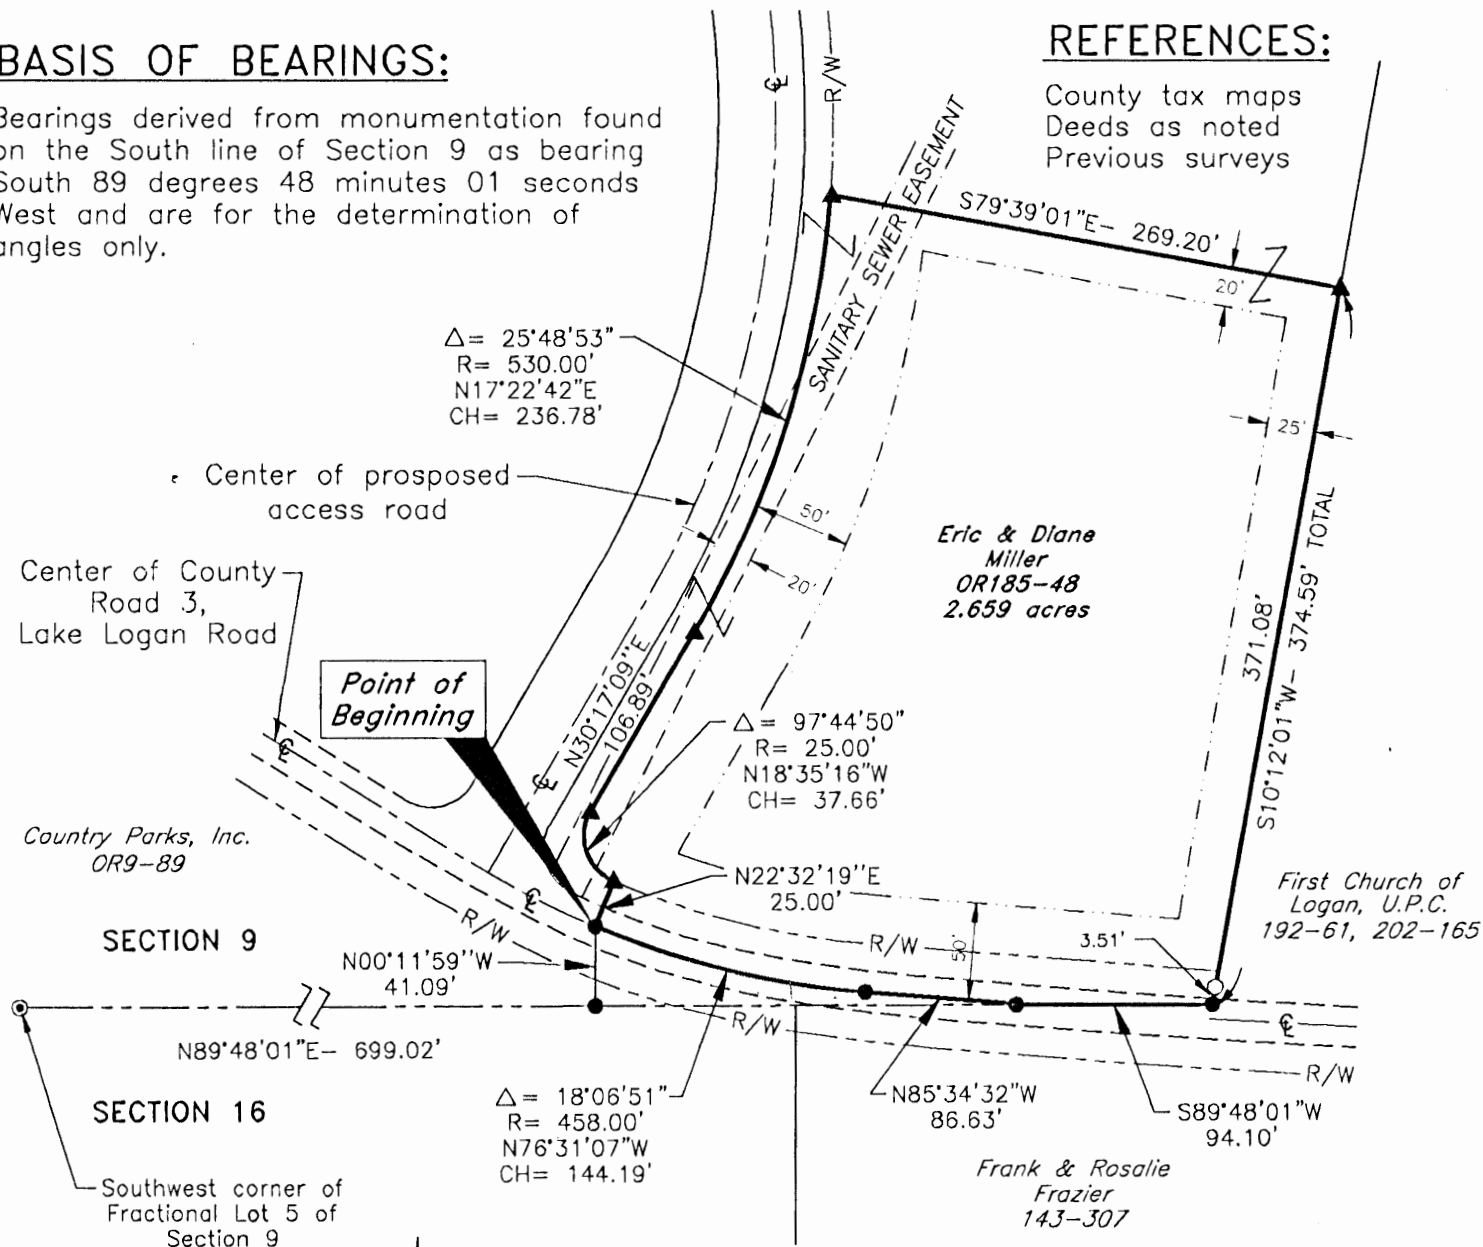 BASIS OF BEARINGS:
Bearings derived from monumentation found
on the South line of Section 9 as bearing
South 89 degrees 48 minutes 01 seconds
West and are for the determination of
angles only.
REFERENCES:
County tax maps
Deeds as noted
Previous surveys
℄
R/W
SANITARY SEWER EASEMENT
S79°39'01"E– 269.20'
20'
Δ= 25°48'53"
R= 530.00'
N17°22'42"E
CH= 236.78'
25'
Center of prosposed
access road
50'
20'
Eric & Diane
Miller
OR185-48
2.659 acres
371.08'
S10°12'01"W– 374.59' TOTAL
Center of County
Road 3,
Lake Logan Road
Point of
Beginning
N30°17'09"E
106.89'
℄
℄
Δ= 97°44'50"
R= 25.00'
N18°35'16"W
CH= 37.66'
Country Parks, Inc.
OR9-89
N22°32'19"E
25.00'
℄
R/W
First Church of
Logan, U.P.C.
192-61, 202-165
SECTION 9
N00°11'59"W
41.09'
R/W
50'
3.51'
R/W
℄
N89°48'01"E– 699.02'
R/W
SECTION 16
Δ= 18°06'51"
R= 458.00'
N76°31'07"W
CH= 144.19'
N85°34'32"W
86.63'
S89°48'01"W
94.10'
Frank & Rosalie
Frazier
143-307
Southwest corner of
Fractional Lot 5 of
Section 9